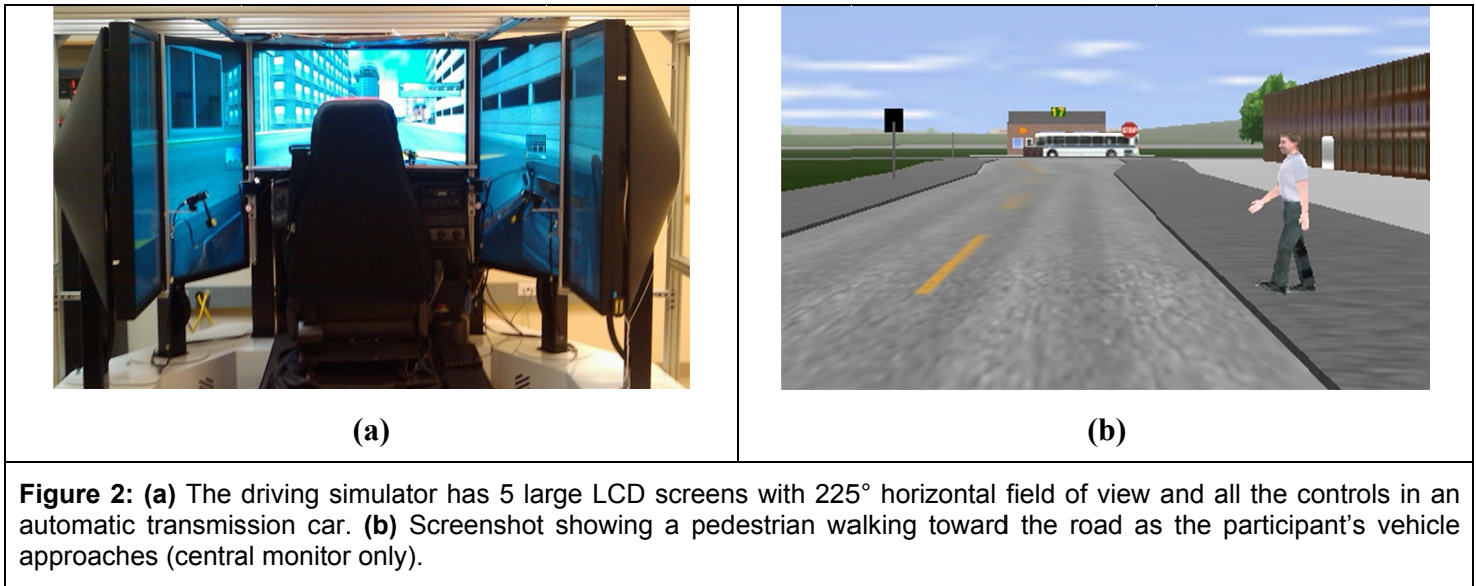 17
STOP
(a)
(b)
Figure 2: (a) The driving simulator has 5 large LCD screens with 225° horizontal field of view and all the controls in an
automatic transmission car. (b) Screenshot showing a pedestrian walking toward the road as the participant's vehicle
approaches (central monitor only).